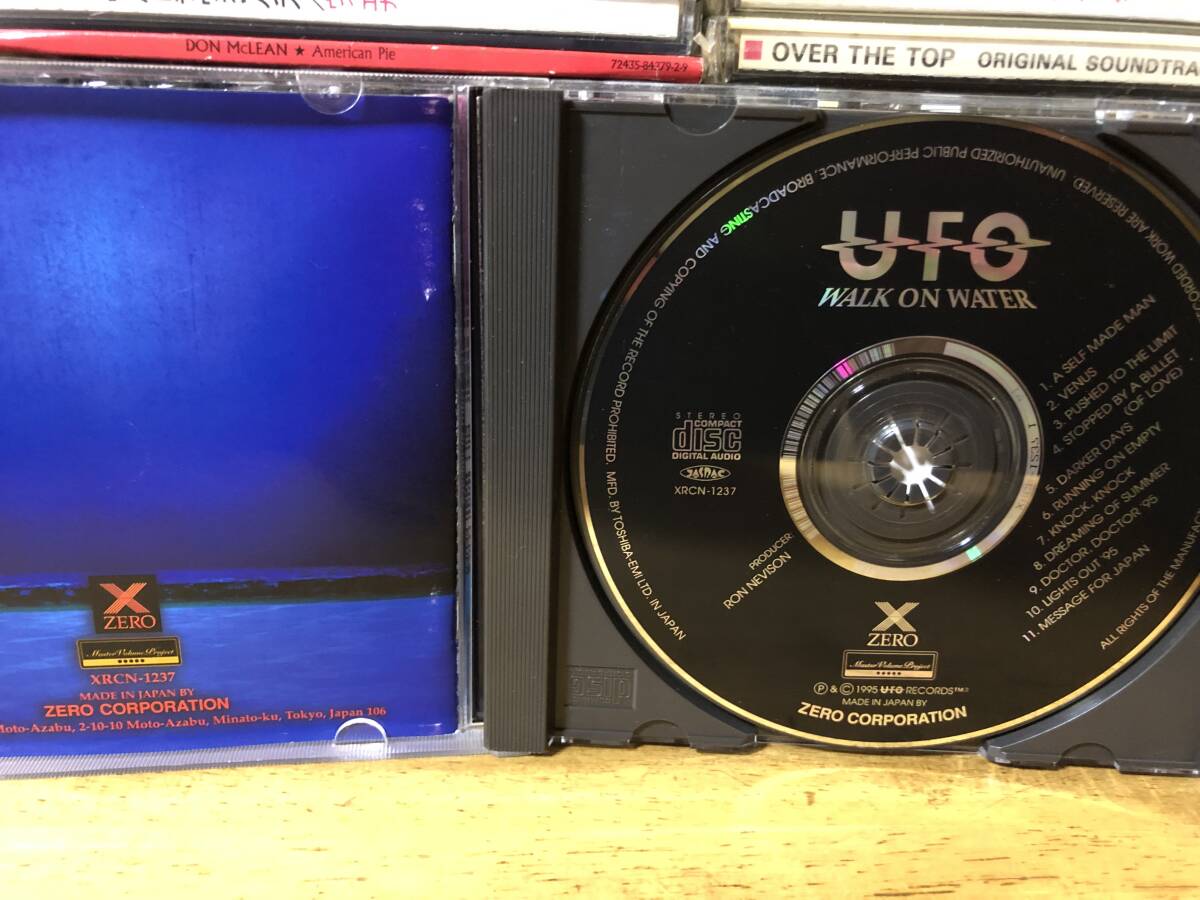 DON McLEAN ★ American Pie
72435-84379-2-9
OVER THE TOP ORIGINAL SOUNDTRA
X
ZERO
Master Volume Project
XRCN-1237
MADE IN JAPAN BY
ZERO CORPORATION
Moto-Azabu, 2-10-10 Moto-Azabu, Minato-ku, Tokyo, Japan 106
UNAUTHORIZED PUBLIC PERFORMANCE, BROADCASTING AND COPYING OF THE RECORD PROHIBITED. MFD. BY TOSHIBA-EMI LTD. IN JAPAN
ALL RIGHTS OF THE MANUF
CORDED WORK ARE RESERVED.
UFO
WALK ON WATER
STEREO
COMPACT
disc
DIGITAL AUDIO
JASRAC
XRCN-1237
PRODUCER:
RON NEVISON
1. A SELF MADE MAN
2. VENUS
3. PUSHED TO THE LIMIT
4. STOPPED BY A BULLET
(OF LOVE)
5. DARKER DAYS
6. RUNNING ON EMPTY
7. KNOCK, KNOCK
8. DREAMING OF SUMMER
9. DOCTOR, DOCTOR '95
10. LIGHTS OUT '95
11. MESSAGE FOR JAPAN
X
ZERO
Master Volume Project
Ⓟ & © 1995 UFO RECORDS™
MADE IN JAPAN BY
ZERO CORPORATION
disc